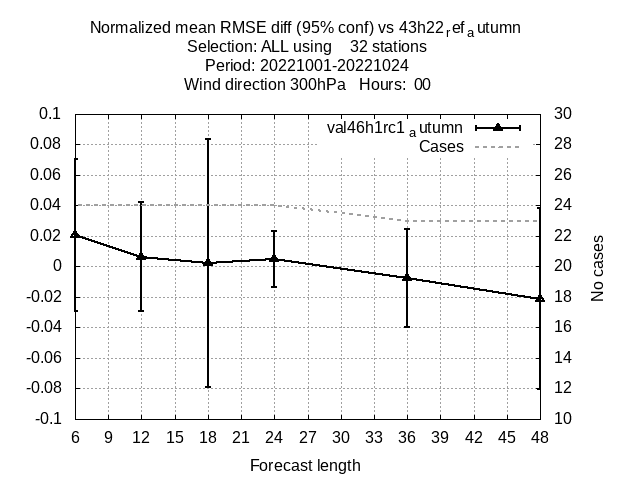 Normalized mean RMSE diff (95% conf) vs 43h22ref autumn
Selection: ALL using 32 stations
Period: 20221001-20221024
Wind direction 300hPa Hours: 00
val46h1rc1autumn
Cases
0.1
0.08
0.06
0.04
0.02
0
-0.02
-0.04
-0.06
-0.08
-0.1
30
28
26
24
22
20
18
16
14
12
10
No cases
6 9 12 15 18 21 24 27 30 33 36 39 42 45 48
Forecast length